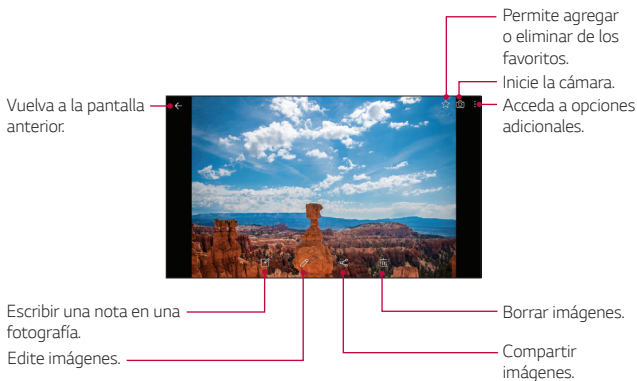 Permite agregar
o eliminar de los
favoritos.
Inicie la cámara.
Vuelva a la pantalla
anterior.
Acceda a opciones
adicionales.
Escribir una nota en una
fotografía.
Edite imágenes.
Borrar imágenes.
Compartir
imágenes.